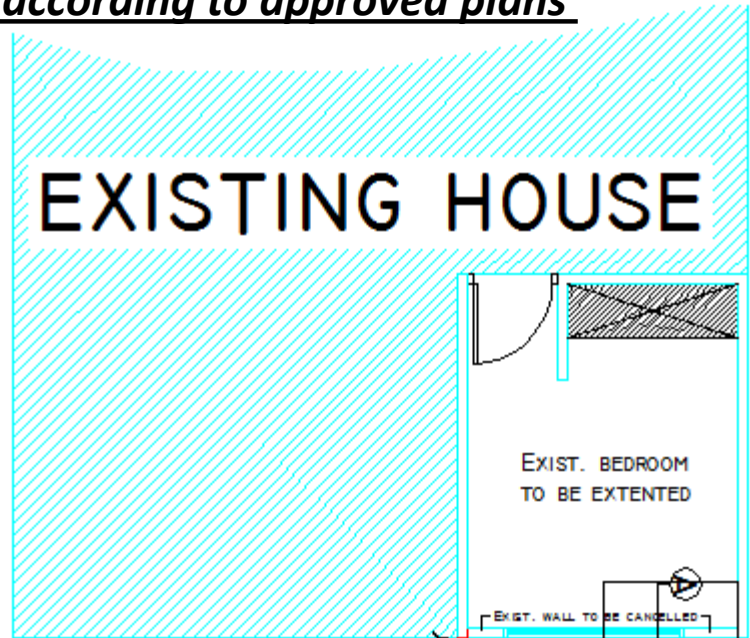 according to approved plans
EXISTING HOUSE
EXIST. BEDROOM
TO BE EXTENTED
A
EXIST. WALL TO BE CANCELLED